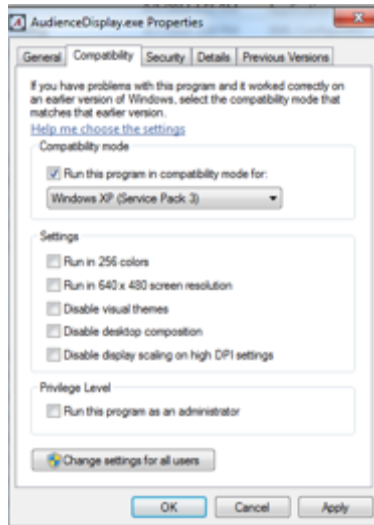 AudienceDisplay.exe Properties
General Compatibility Security Details Previous Versions
If you have problems with this program and it worked correctly on
an earlier version of Windows, select the compatibility mode that
matches that earlier version.
Help me choose the settings
Compatibility mode
Run this program in compatibility mode for:
Windows XP (Service Pack 3)
Settings
Run in 256 colors
Run in 640 x 480 screen resolution
Disable visual themes
Disable desktop composition
Disable display scaling on high DPI settings
Privilege Level
Run this program as an administrator
Change settings for all users
OK Cancel Apply